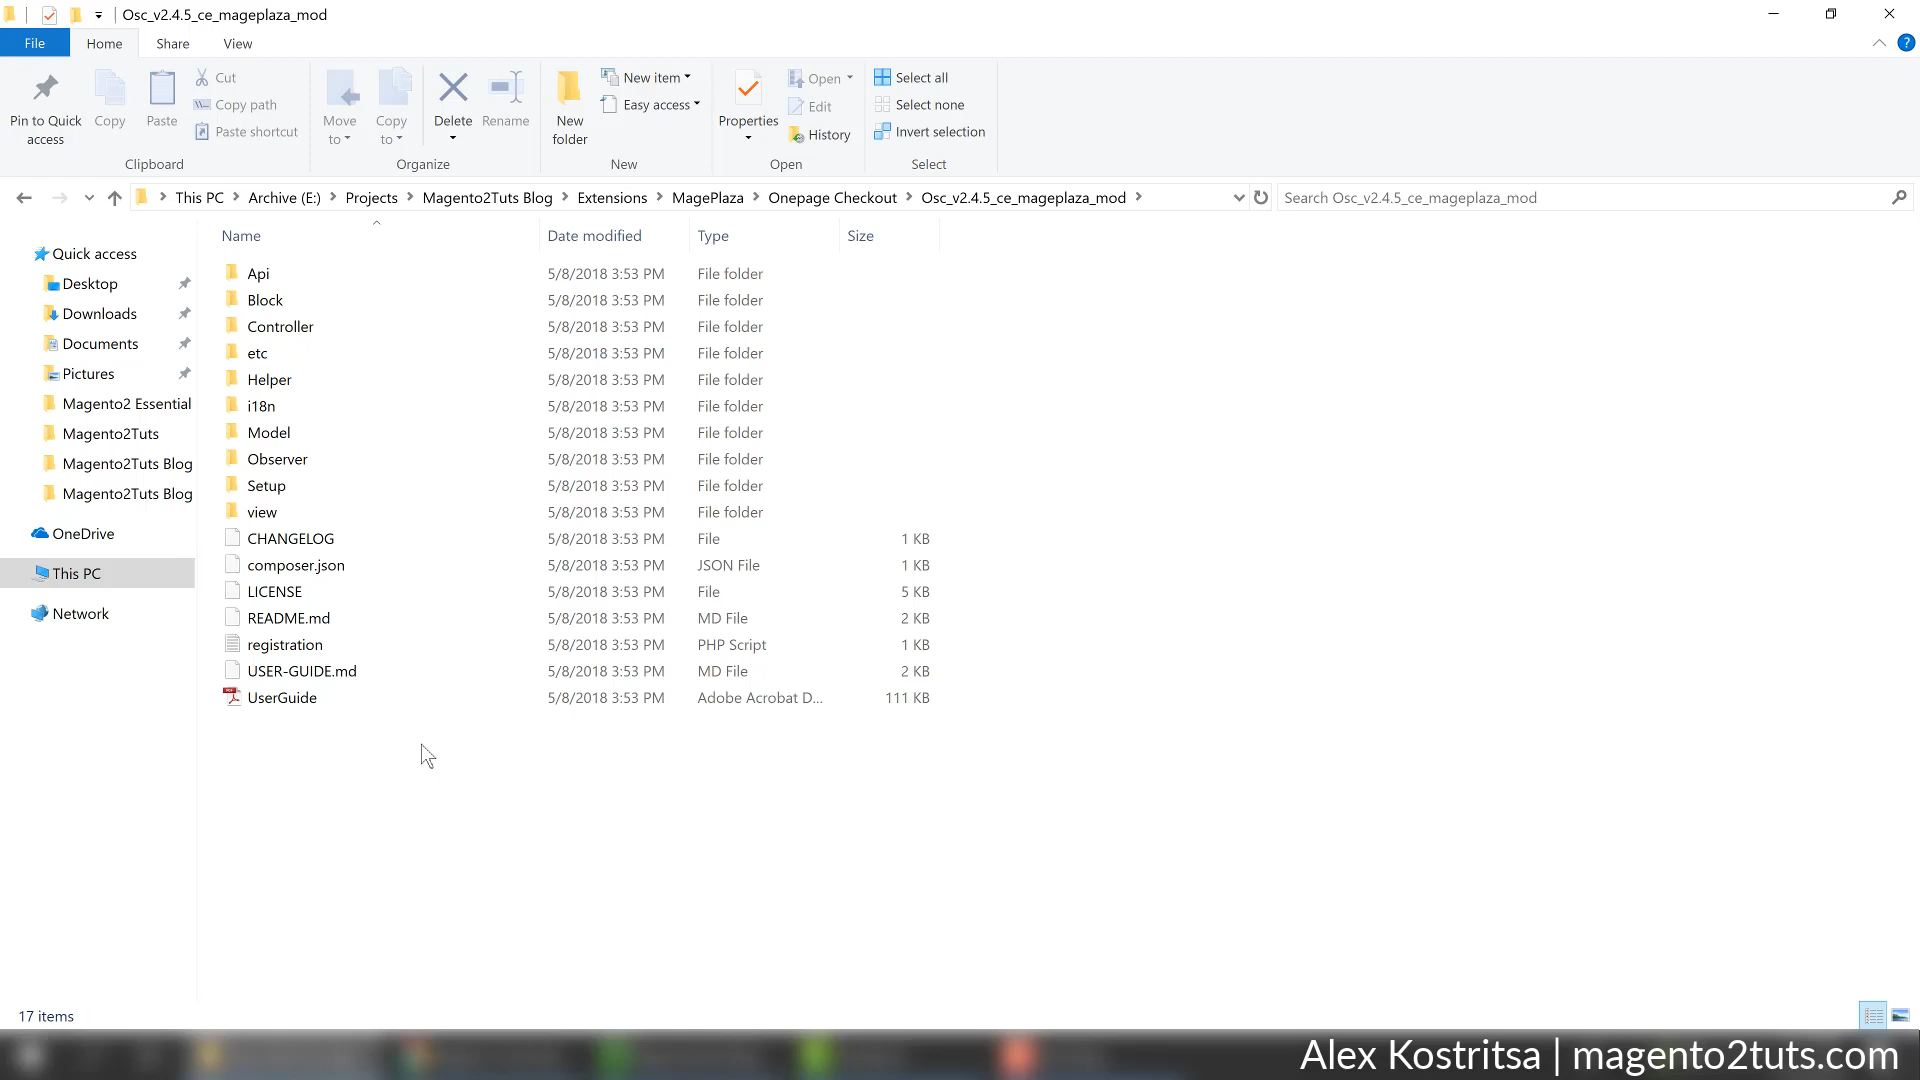 Osc_v2.4.5_ce_mageplaza_mod
File Home Share View
Pin to Quick access
Copy
Paste
Cut
Copy path
Paste shortcut
Clipboard
Move to
Copy to
Delete
Rename
Organize
New folder
New item
Easy access
New
Properties
Open
Edit
History
Open
Select all
Select none
Invert selection
Select
This PC Archive (E:) Projects Magento2Tuts Blog Extensions MagePlaza Onepage Checkout Osc_v2.4.5_ce_mageplaza_mod
Search Osc_v2.4.5_ce_mageplaza_mod
Quick access
Desktop
Downloads
Documents
Pictures
Magento2 Essential
Magento2Tuts
Magento2Tuts Blog
Magento2Tuts Blog
OneDrive
This PC
Network
Name Date modified Type Size
Api 5/8/2018 3:53 PM File folder
Block 5/8/2018 3:53 PM File folder
Controller 5/8/2018 3:53 PM File folder
etc 5/8/2018 3:53 PM File folder
Helper 5/8/2018 3:53 PM File folder
i18n 5/8/2018 3:53 PM File folder
Model 5/8/2018 3:53 PM File folder
Observer 5/8/2018 3:53 PM File folder
Setup 5/8/2018 3:53 PM File folder
view 5/8/2018 3:53 PM File folder
CHANGELOG 5/8/2018 3:53 PM File 1 KB
composer.json 5/8/2018 3:53 PM JSON File 1 KB
LICENSE 5/8/2018 3:53 PM File 5 KB
README.md 5/8/2018 3:53 PM MD File 2 KB
registration 5/8/2018 3:53 PM PHP Script 1 KB
USER-GUIDE.md 5/8/2018 3:53 PM MD File 2 KB
UserGuide 5/8/2018 3:53 PM Adobe Acrobat D... 111 KB
17 items
Alex Kostritsa | magento2tuts.com